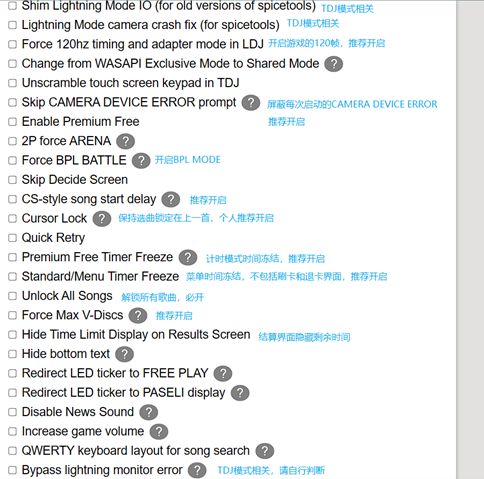 Shim Lightning Mode IO (for old versions of spicetools) TDJ模式相关
Lightning Mode camera crash fix (for spicetools) TDJ模式相关
Force 120hz timing and adapter mode in LDJ 开启游戏的120帧，推荐开启
Change from WASAPI Exclusive Mode to Shared Mode ?
Unscramble touch screen keypad in TDJ
Skip CAMERA DEVICE ERROR prompt ? 屏蔽每次启动的CAMERA DEVICE ERROR
Enable Premium Free 推荐开启
2P force ARENA ?
Force BPL BATTLE ? 开启BPL MODE
Skip Decide Screen
CS-style song start delay ? 推荐开启
Cursor Lock ? 保持选曲锁定在上一首，个人推荐开启
Quick Retry
Premium Free Timer Freeze ? 计时模式时间冻结，推荐开启
Standard/Menu Timer Freeze 菜单时间冻结，不包括刷卡和退卡界面，推荐开启
Unlock All Songs 解锁所有歌曲，必开
Force Max V-Discs ? 推荐开启
Hide Time Limit Display on Results Screen 结算界面隐藏剩余时间
Hide bottom text ?
Redirect LED ticker to FREE PLAY ?
Redirect LED ticker to PASELI display ?
Disable News Sound ?
Increase game volume ?
QWERTY keyboard layout for song search ?
Bypass lightning monitor error ? TDJ模式相关，请自行判断